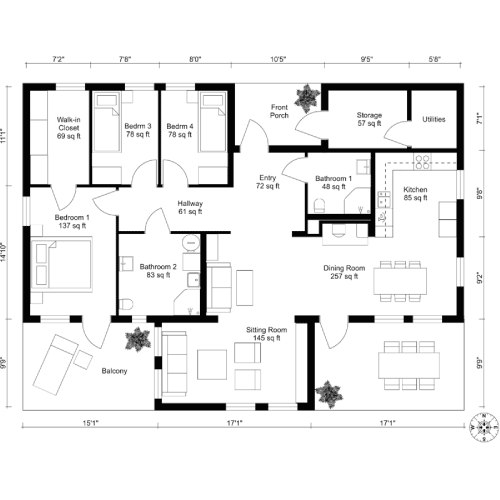 7'2" 7'8" 8'0" 10'5" 9'5" 5'8"
11'1"
14'10"
9'9"
Walk-in
Closet
69 sq ft
Bedrm 3
78 sq ft
Bedrm 4
78 sq ft
Front
Porch
Storage
57 sq ft
Utilities
7'1"
9'8"
9'2"
9'9"
Entry
72 sq ft
Bathroom 1
48 sq ft
Kitchen
85 sq ft
Hallway
61 sq ft
Bedroom 1
137 sq ft
Bathroom 2
83 sq ft
Dining Room
257 sq ft
Sitting Room
145 sq ft
Balcony
15'1" 17'1" 17'1"
N
W E
S